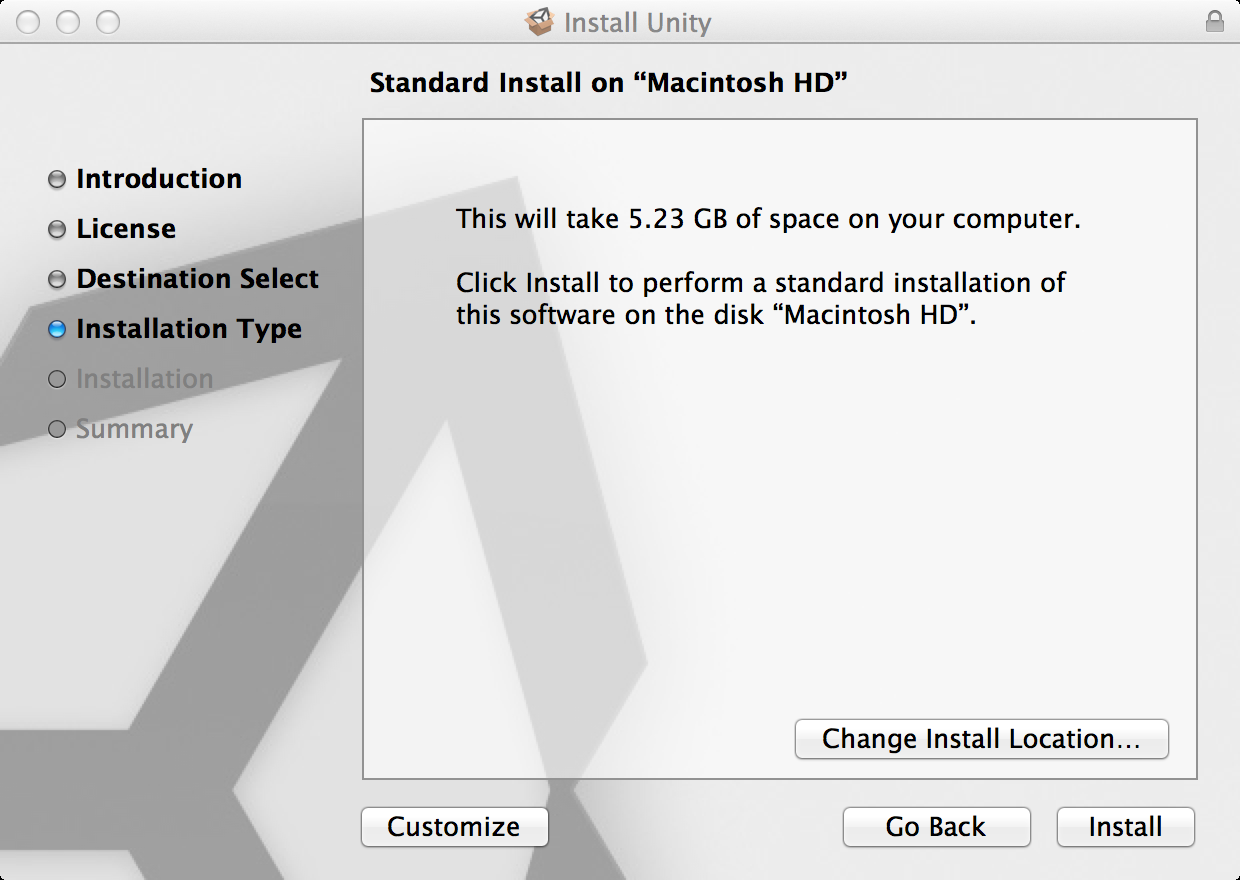 Install Unity
Standard Install on “Macintosh HD”
Introduction
License
Destination Select
Installation Type
Installation
Summary
This will take 5.23 GB of space on your computer.
Click Install to perform a standard installation of
this software on the disk “Macintosh HD”.
Change Install Location...
Customize
Go Back
Install